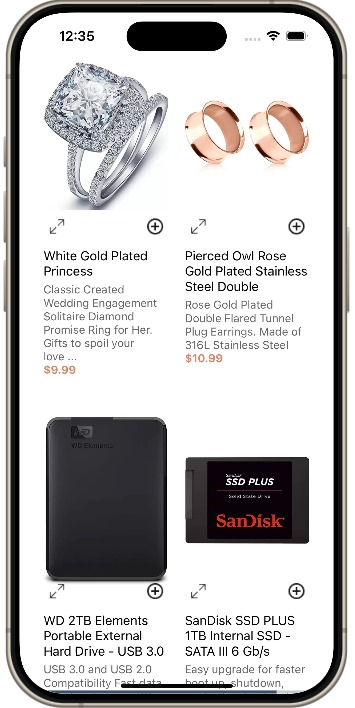 12:35
White Gold Plated
Princess
Classic Created
Wedding Engagement
Solitaire Diamond
Promise Ring for Her.
Gifts to spoil your
love ...
$9.99
Pierced Owl Rose
Gold Plated Stainless
Steel Double
Rose Gold Plated
Double Flared Tunnel
Plug Earrings. Made of
316L Stainless Steel
$10.99
WD
WD Elements
SanDisk
SSD PLUS
Solid State Drive
SanDisk
WD 2TB Elements
Portable External
Hard Drive - USB 3.0
USB 3.0 and USB 2.0
Compatibility Fast data
SanDisk SSD PLUS
1TB Internal SSD -
SATA III 6 Gb/s
Easy upgrade for faster
boot up, shutdown,